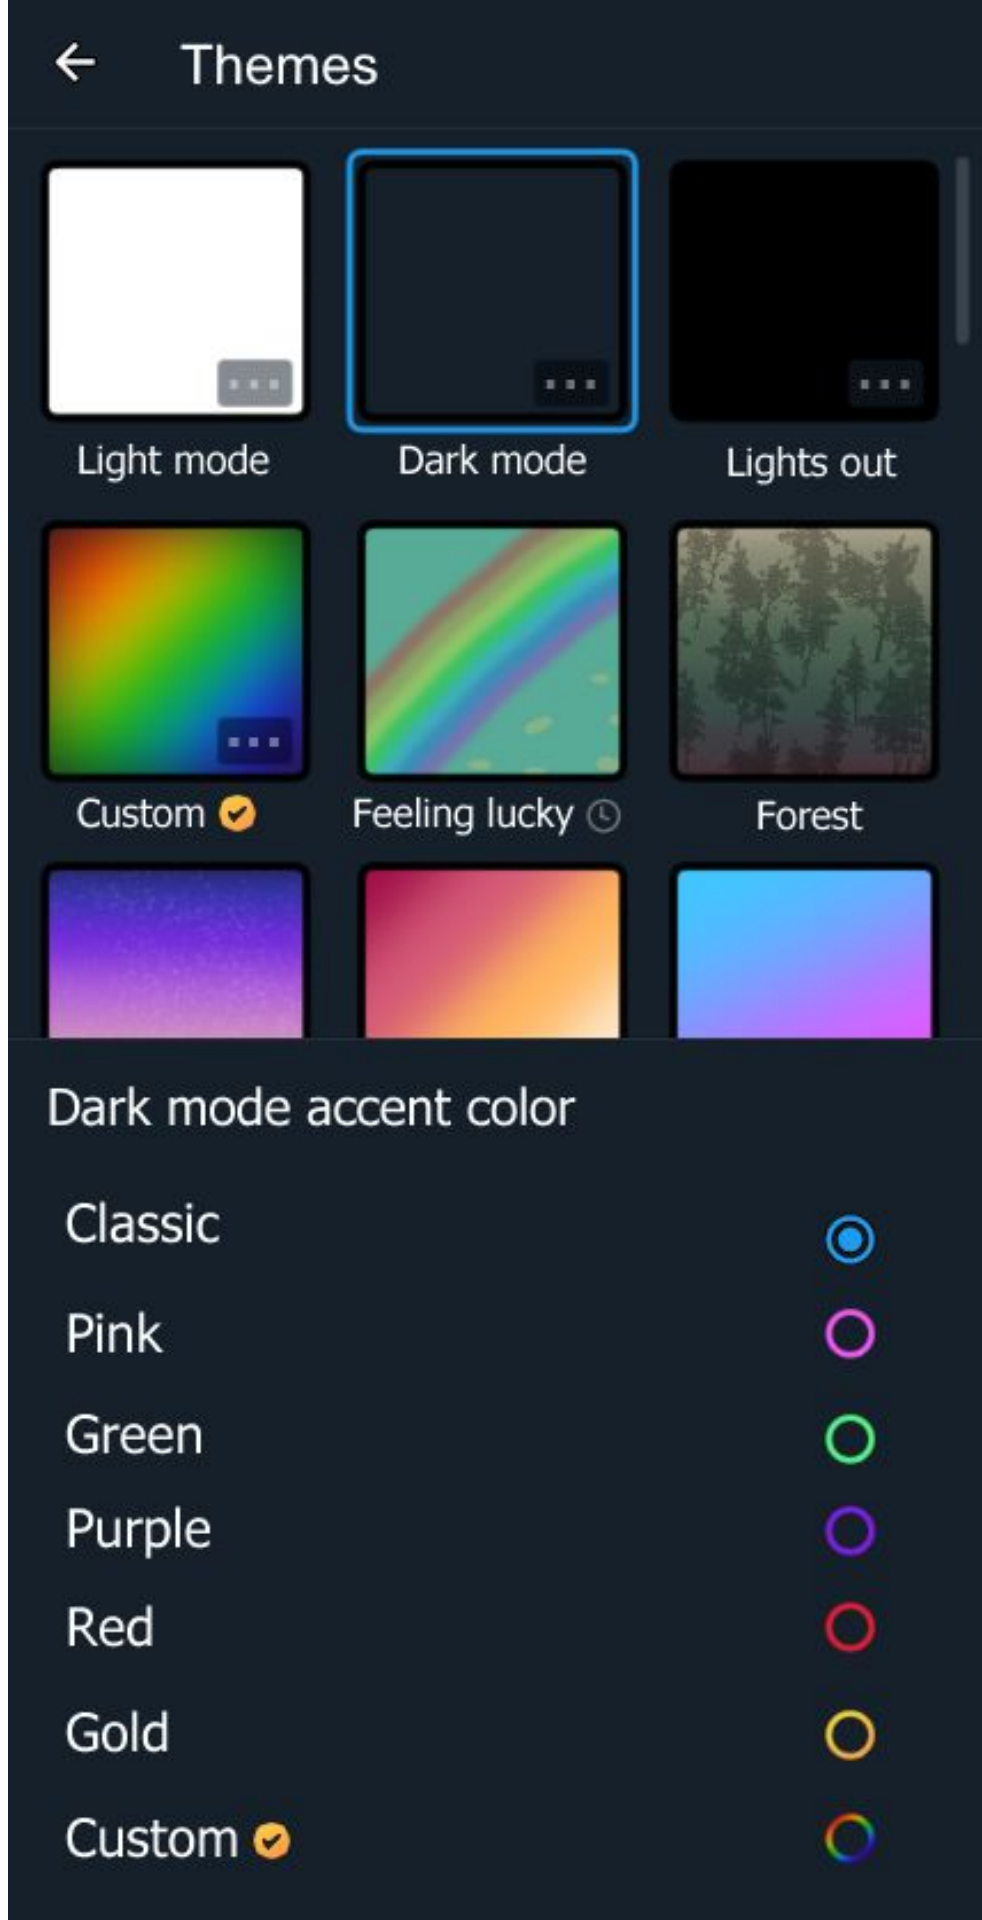 Themes
Light mode
Dark mode
Lights out
Custom
Feeling lucky
Forest
Dark mode accent color
Classic
Pink
Green
Purple
Red
Gold
Custom